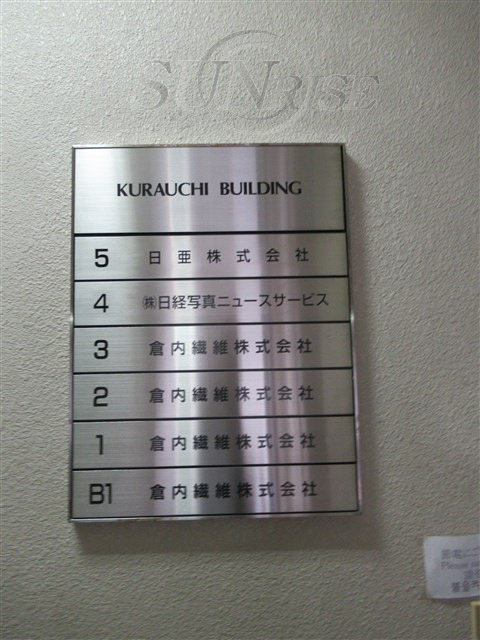 SUNRISE
KURAUCHI BUILDING
5 日亜株式会社
4 ㈱日経写真ニュースサービス
3 倉内繊維株式会社
2 倉内繊維株式会社
1 倉内繊維株式会社
B1 倉内繊維株式会社
Please